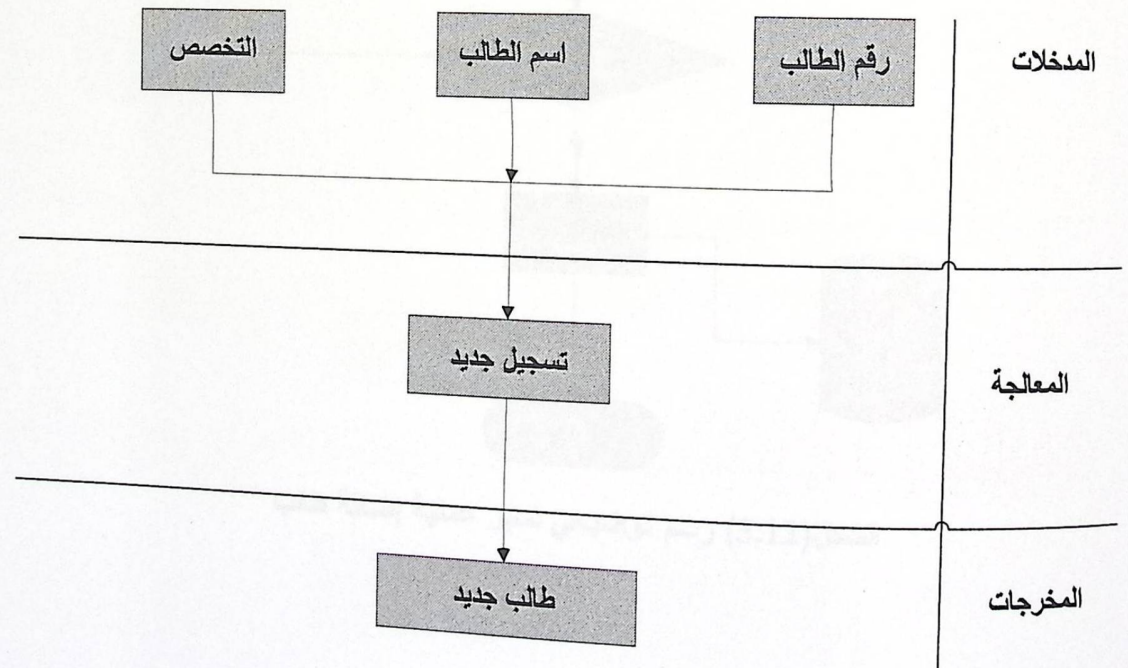 المدخلات
رقم الطالب
اسم الطالب
التخصص
المعالجة
تسجيل جديد
المخرجات
طالب جديد